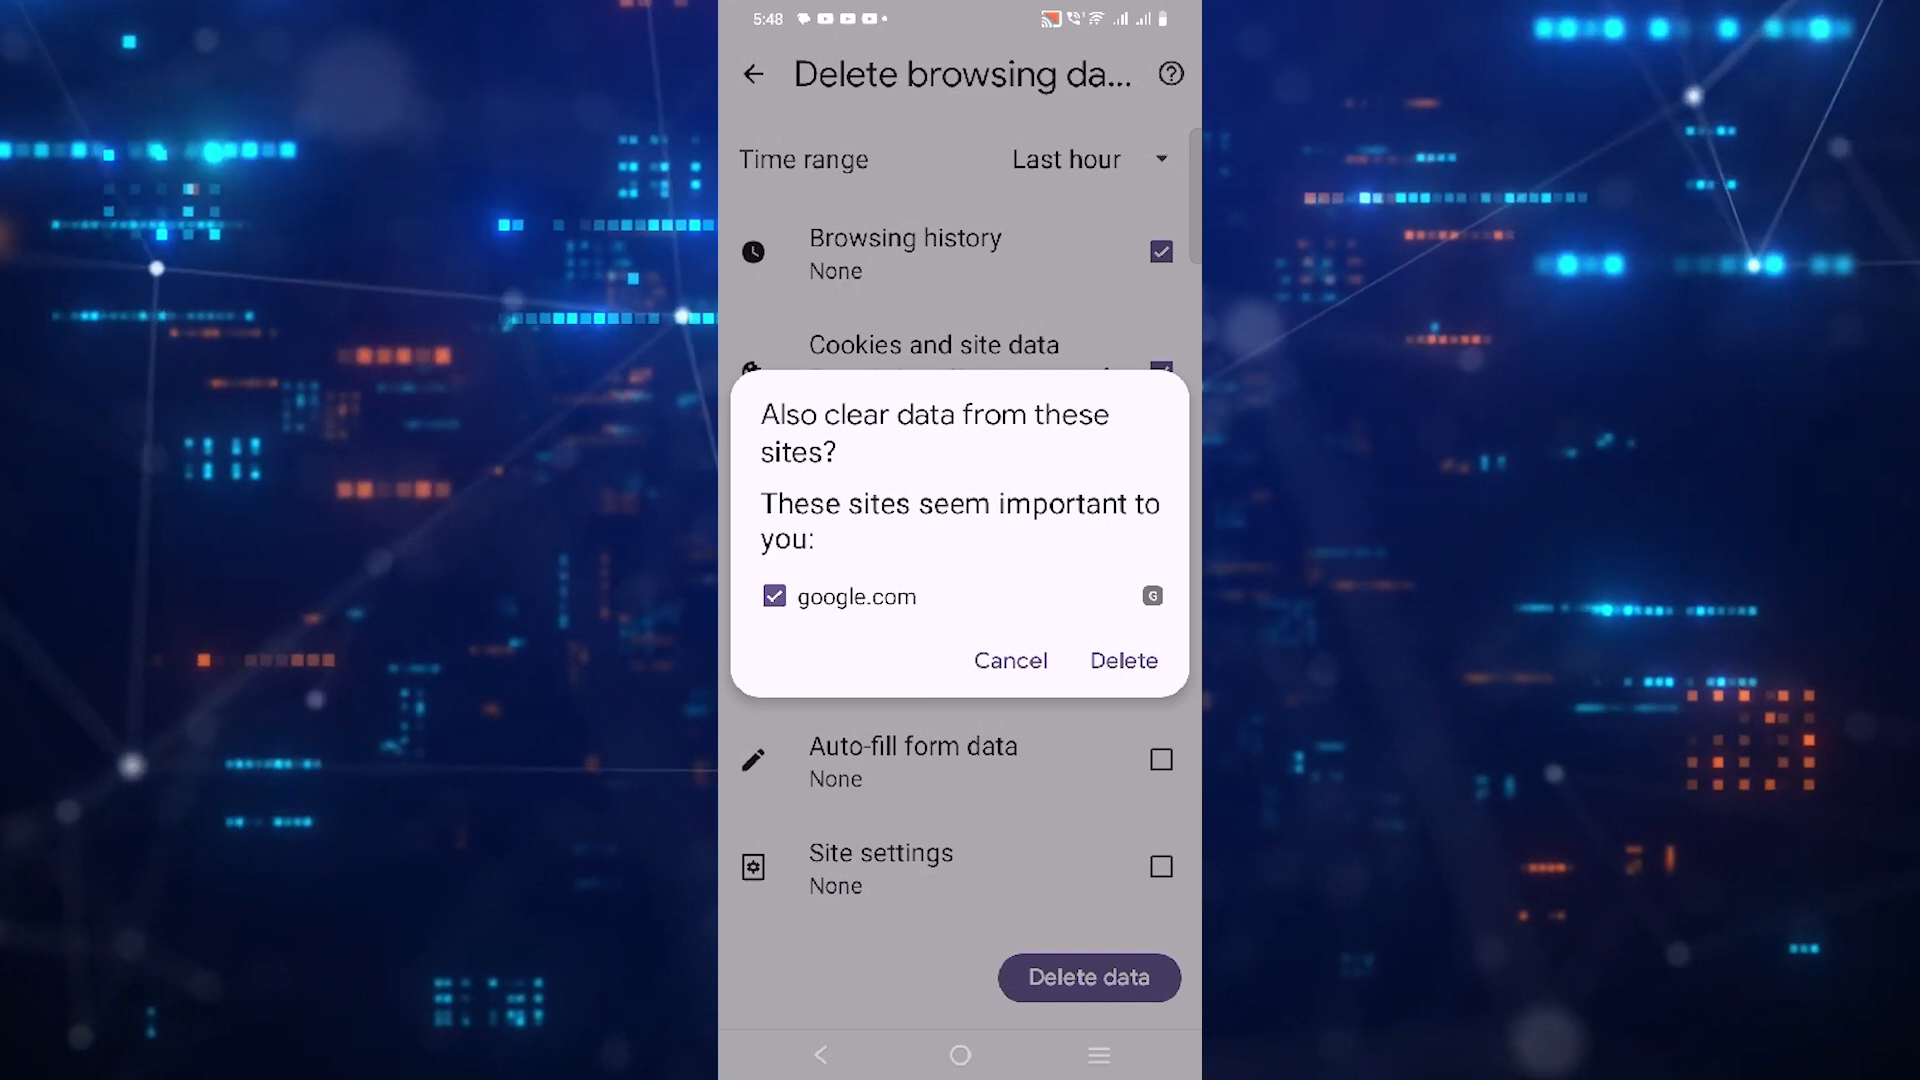 5:48
Delete browsing da...
Time range Last hour
Browsing history
None
Cookies and site data
Also clear data from these
sites?
These sites seem important to
you:
google.com G
Cancel Delete
Auto-fill form data
None
Site settings
None
Delete data